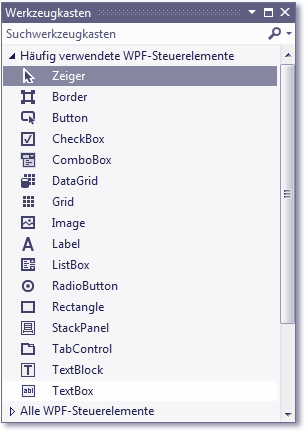 Werkzeugkasten
Suchwerkzeugkasten
Häufig verwendete WPF-Steuerelemente
Zeiger
Border
Button
CheckBox
ComboBox
DataGrid
Grid
Image
A Label
ListBox
RadioButton
Rectangle
StackPanel
TabControl
TextBlock
abl TextBox
Alle WPF-Steuerelemente